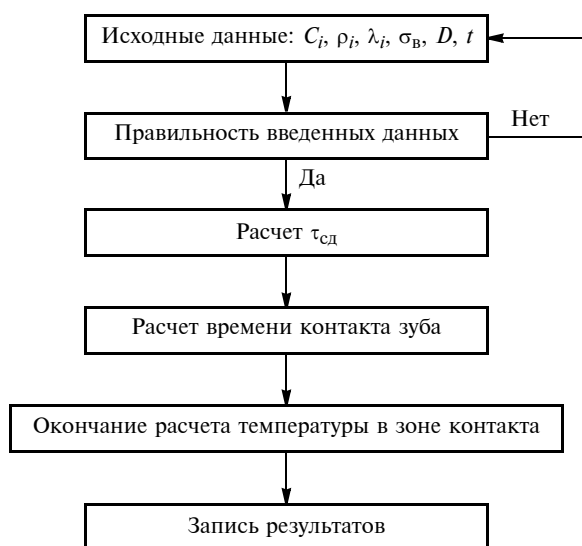 Исходные данные: Cᵢ, ρᵢ, λᵢ, σв, D, t
Правильность введенных данных
Нет
Да
Расчет τсд
Расчет времени контакта зуба
Окончание расчета температуры в зоне контакта
Запись результатов